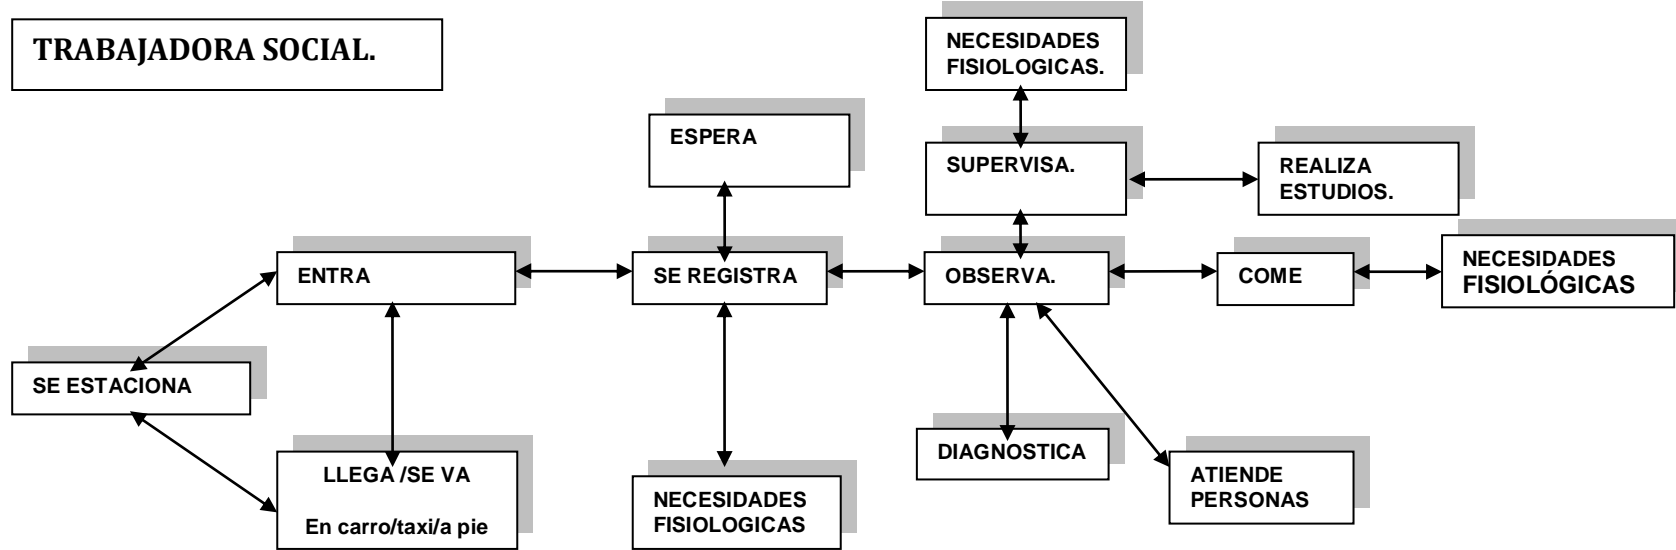 TRABAJADORA SOCIAL.
NECESIDADES
FISIOLOGICAS.
ESPERA
SUPERVISA.
REALIZA
ESTUDIOS.
ENTRA
SE REGISTRA
OBSERVA.
COME
NECESIDADES
FISIOLÓGICAS
SE ESTACIONA
LLEGA /SE VA
En carro/taxi/a pie
NECESIDADES
FISIOLOGICAS
DIAGNOSTICA
ATIENDE
PERSONAS